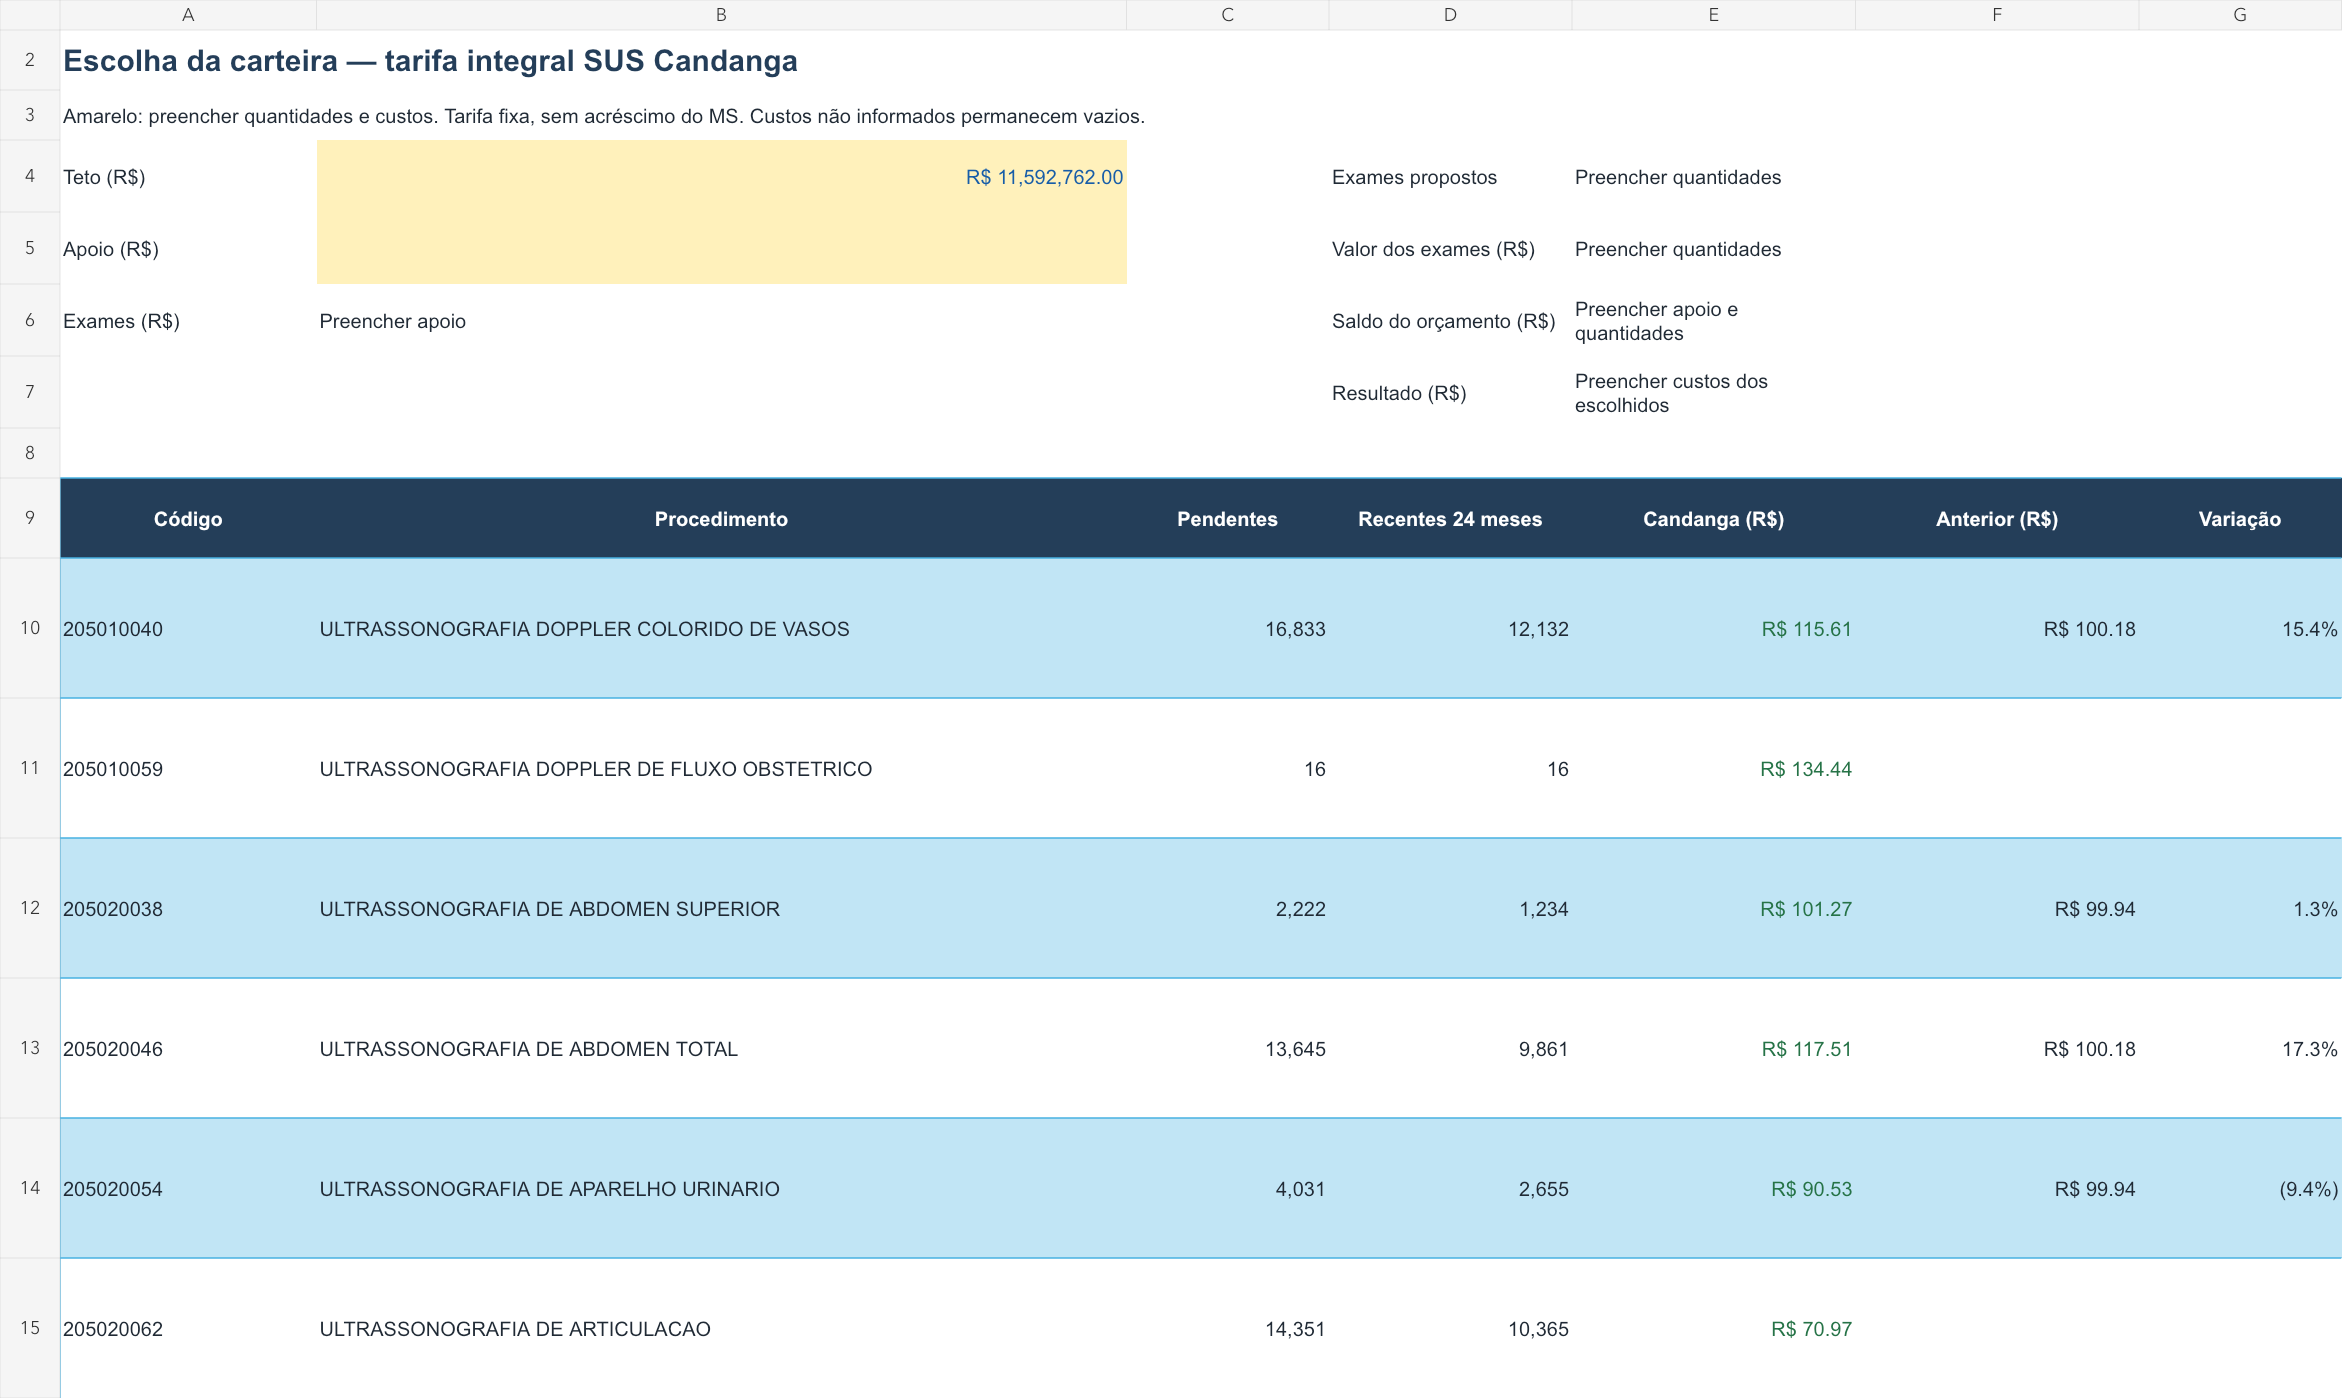 A B C D E F G
2 Escolha da carteira — tarifa integral SUS Candanga
3 Amarelo: preencher quantidades e custos. Tarifa fixa, sem acréscimo do MS. Custos não informados permanecem vazios.
4 Teto (R$) R$ 11,592,762.00 Exames propostos Preencher quantidades
5 Apoio (R$) Valor dos exames (R$) Preencher quantidades
6 Exames (R$) Preencher apoio Saldo do orçamento (R$) Preencher apoio e
quantidades
7 Resultado (R$) Preencher custos dos
escolhidos
8
9 Código Procedimento Pendentes Recentes 24 meses Candanga (R$) Anterior (R$) Variação
10 205010040 ULTRASSONOGRAFIA DOPPLER COLORIDO DE VASOS 16,833 12,132 R$ 115.61 R$ 100.18 15.4%
11 205010059 ULTRASSONOGRAFIA DOPPLER DE FLUXO OBSTETRICO 16 16 R$ 134.44
12 205020038 ULTRASSONOGRAFIA DE ABDOMEN SUPERIOR 2,222 1,234 R$ 101.27 R$ 99.94 1.3%
13 205020046 ULTRASSONOGRAFIA DE ABDOMEN TOTAL 13,645 9,861 R$ 117.51 R$ 100.18 17.3%
14 205020054 ULTRASSONOGRAFIA DE APARELHO URINARIO 4,031 2,655 R$ 90.53 R$ 99.94 (9.4%)
15 205020062 ULTRASSONOGRAFIA DE ARTICULACAO 14,351 10,365 R$ 70.97